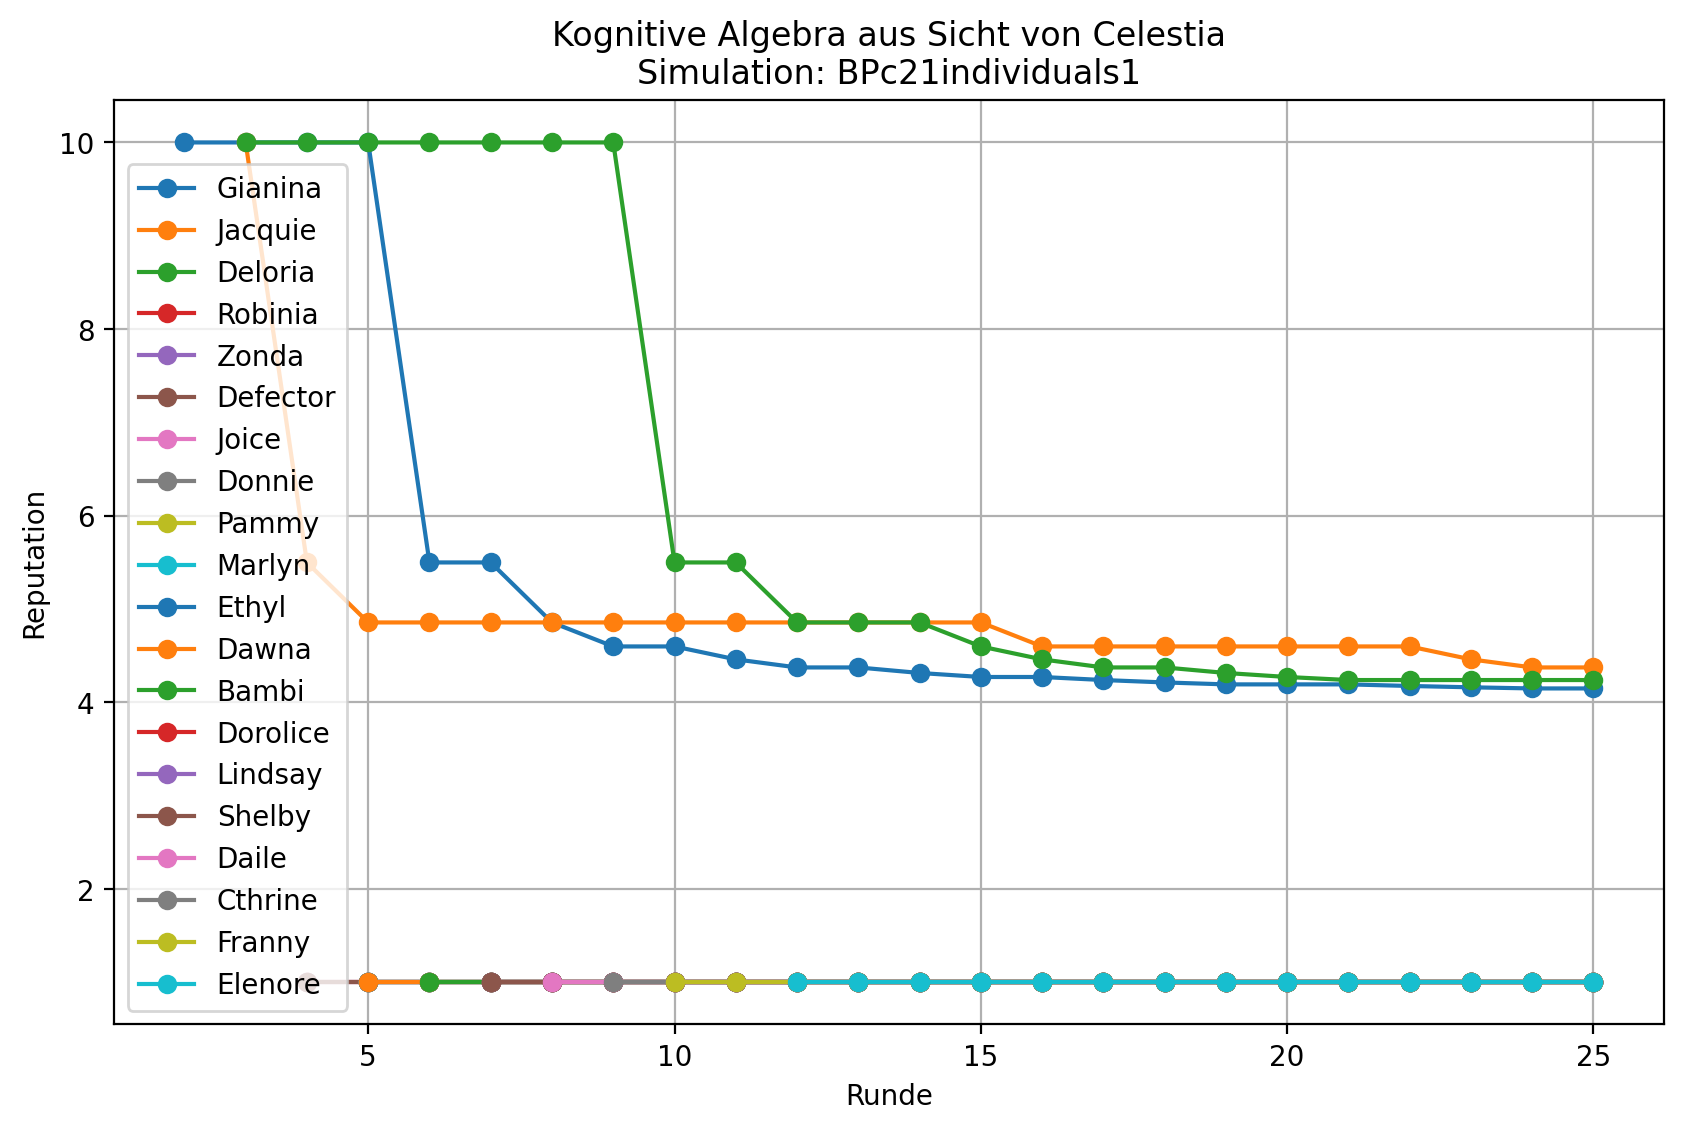 Kognitive Algebra aus Sicht von Celestia
Simulation: BPc21individuals1
10
8
6
4
2
Reputation
Gianina
Jacquie
Deloria
Robinia
Zonda
Defector
Joice
Donnie
Pammy
Marlyn
Ethyl
Dawna
Bambi
Dorolice
Lindsay
Shelby
Daile
Cthrine
Franny
Elenore
5
10
15
20
25
Runde